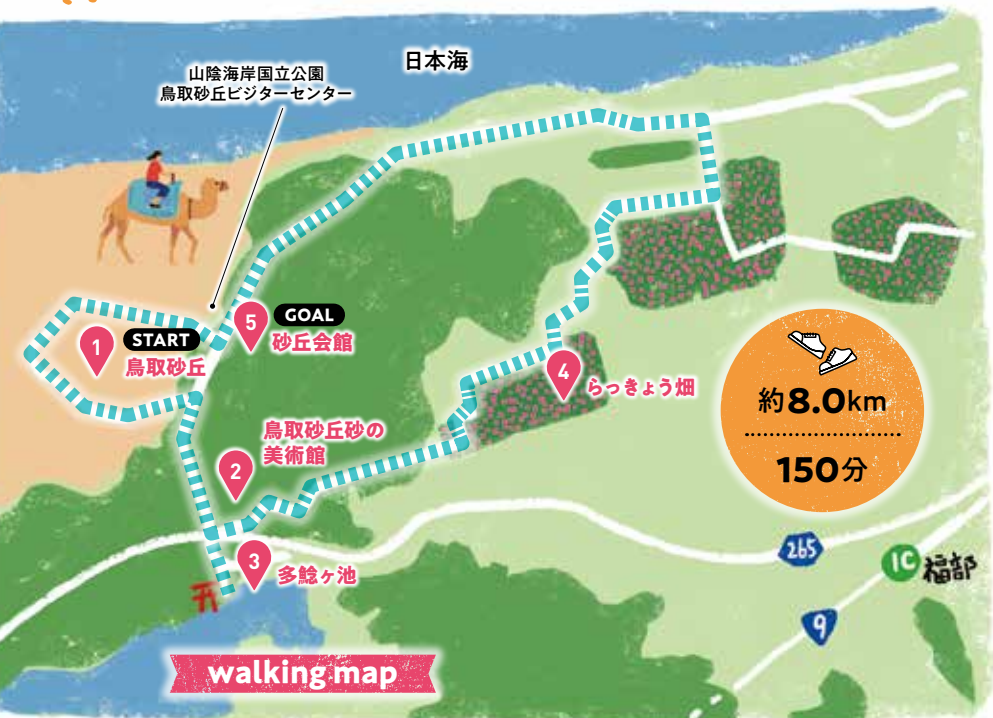 日本海
山陰海岸国立公園
鳥取砂丘ビジターセンター
1
START
鳥取砂丘
5
GOAL
砂丘会館
4
らっきょう畑
約8.0km
150分
鳥取砂丘砂の
美術館
2
3
多鯰ヶ池
265
IC
福部
9
walking map